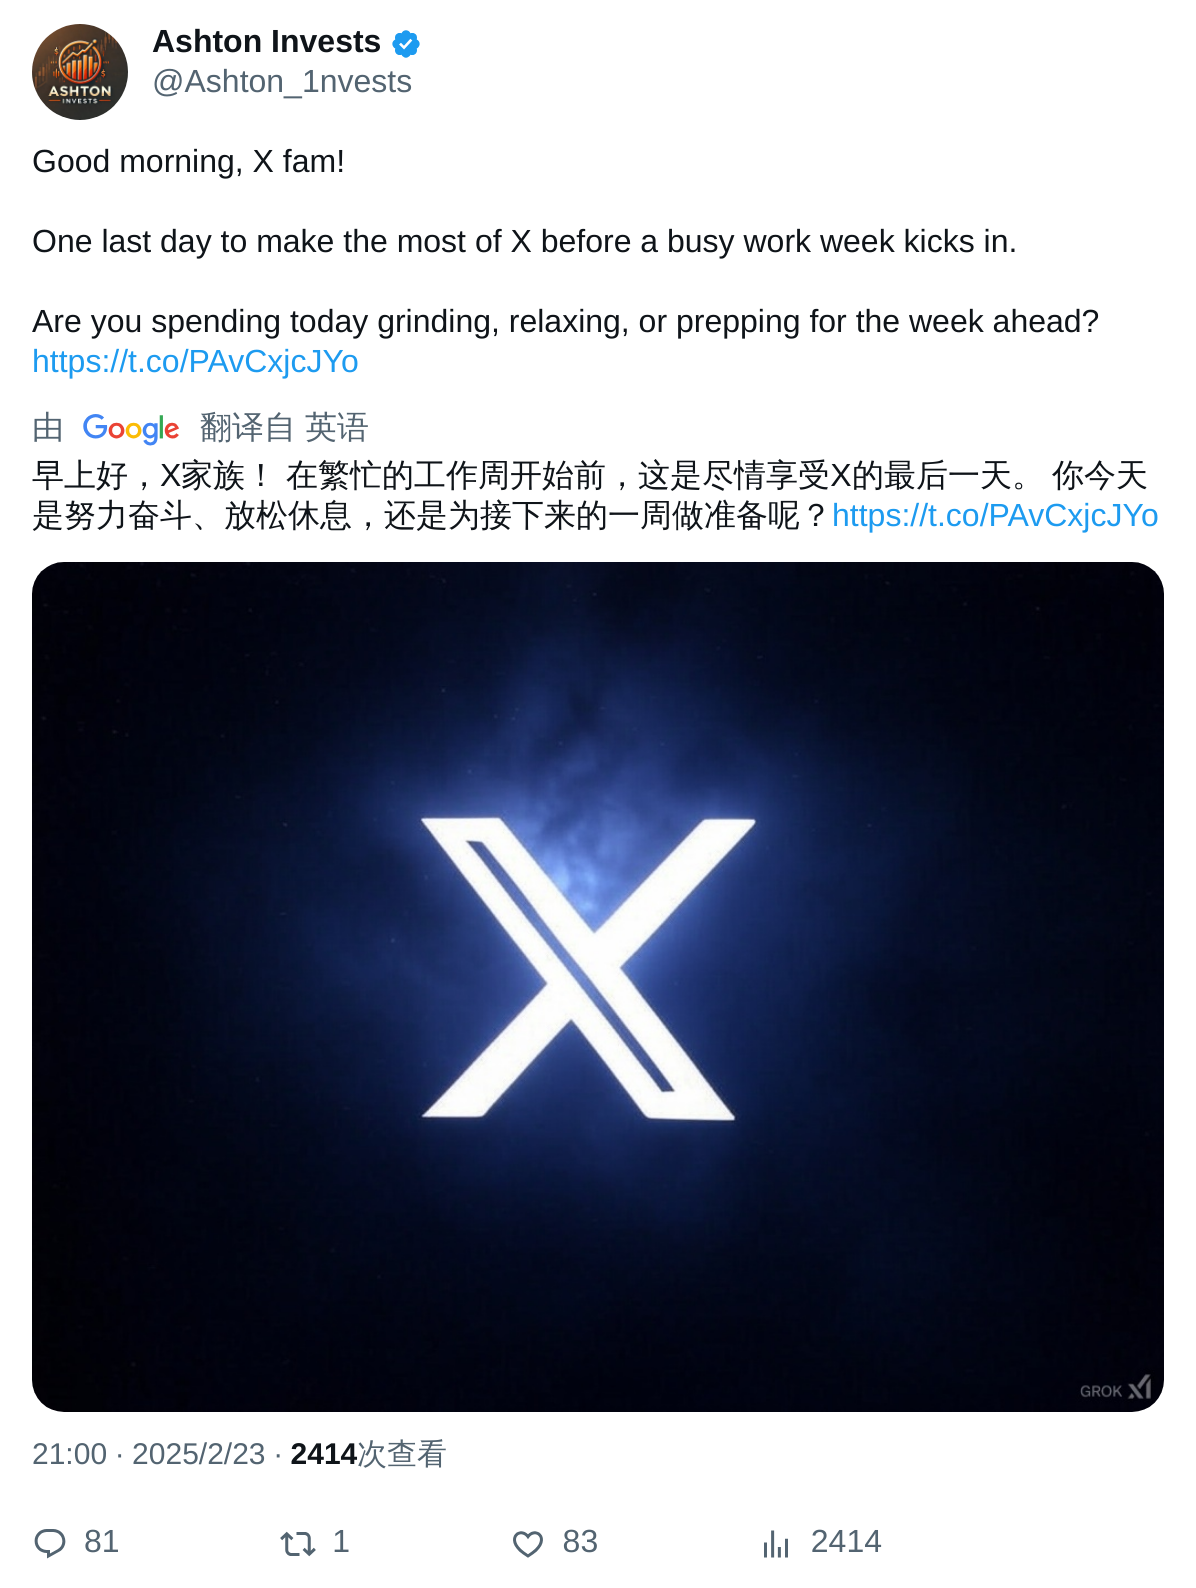 Ashton Invests
@Ashton_1nvests
ASHTON
INVESTS
Good morning, X fam!
One last day to make the most of X before a busy work week kicks in.
Are you spending today grinding, relaxing, or prepping for the week ahead?
https://t.co/PAvCxjcJYo
由 Google 翻译自 英语
早上好，X家族！ 在繁忙的工作周开始前，这是尽情享受X的最后一天。 你今天
是努力奋斗、放松休息，还是为接下来的一周做准备呢？https://t.co/PAvCxjcJYo
X
GROK
21:00 · 2025/2/23 · 2414次查看
81 1 83 2414